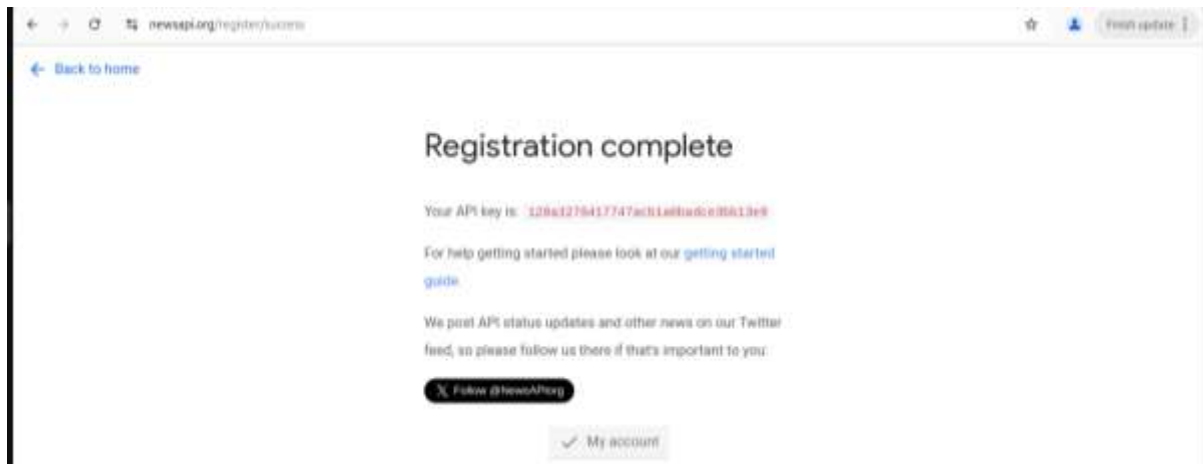 newsapi.org/register/success
Finish update
Back to home
Registration complete
Your API key is:
For help getting started please look at our getting started
guide.
We post API status updates and other news on our Twitter
feed, so please follow us there if that's important to you:
Follow @NewsAPIorg
My account